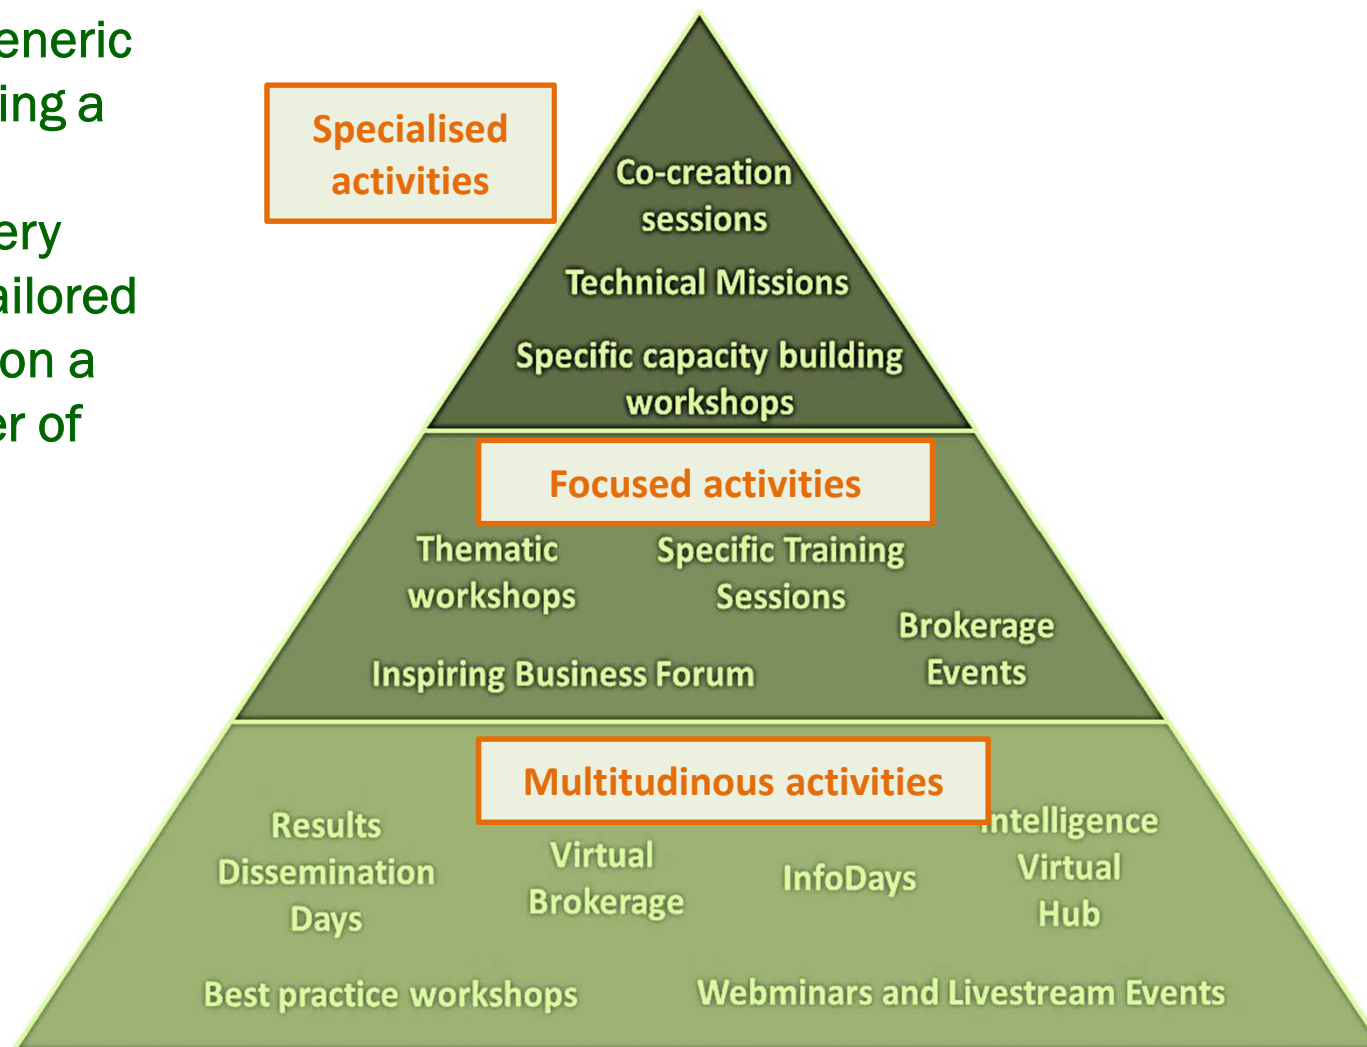 eneric
ing a
ery
ailored
on a
er of
Specialised
activities
Co-creation
sessions
Technical Missions
Specific capacity building
workshops
Focused activities
Thematic
workshops
Specific Training
Sessions
Brokerage
Events
Inspiring Business Forum
Multitudinous activities
Results
Dissemination
Days
Virtual
Brokerage
InfoDays
Intelligence
Virtual
Hub
Best practice workshops
Webminars and Livestream Events